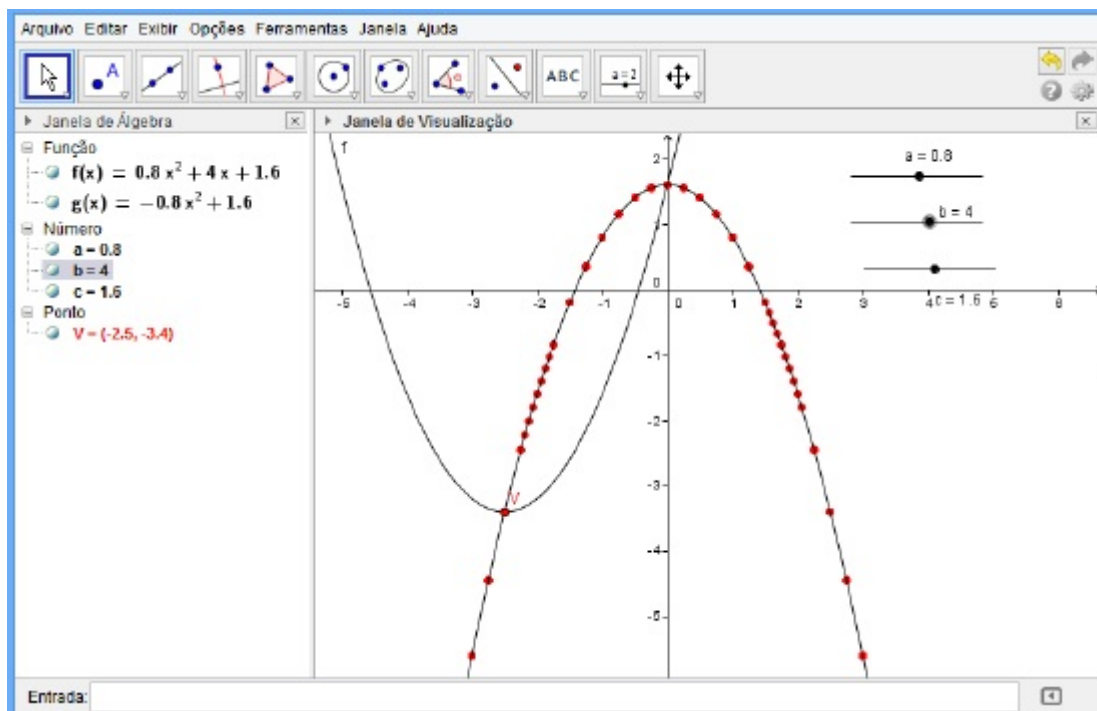 Arquivo Editar Exibir Opções Ferramentas Janela Ajuda
A
ABC
a=2
Janela de Álgebra
Janela de Visualização
Função
f(x) = 0.8 x² + 4 x + 1.6
g(x) = −0.8 x² + 1.6
Número
a = 0.8
b = 4
c = 1.6
Ponto
V = (-2.5, -3.4)
f
a = 0.8
b = 4
c = 1.6
V
2
1
0
-1
-2
-3
-4
-5
-5 -4 -3 -2 -1 0 1 2 3 4 6
Entrada: